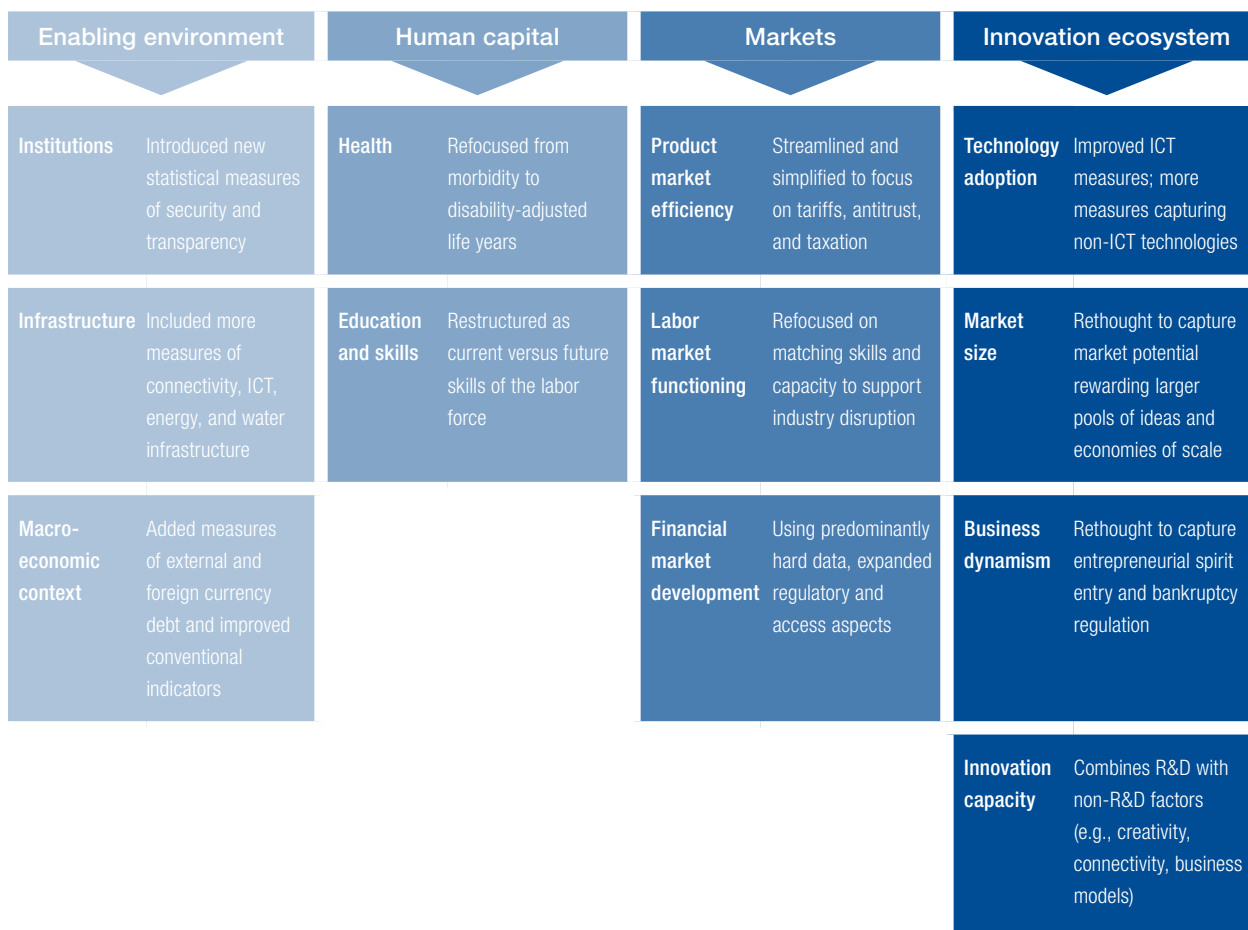 Enabling environment
Institutions
Introduced new
statistical measures
of security and
transparency
Infrastructure
Included more
measures of
connectivity, ICT,
energy, and water
infrastructure
Macro-
economic
context
Added measures
of external and
foreign currency
debt and improved
conventional
indicators
Human capital
Health
Refocused from
morbidity to
disability-adjusted
life years
Education
and skills
Restructured as
current versus future
skills of the labor
force
Markets
Product
market
efficiency
Streamlined and
simplified to focus
on tariffs, antitrust,
and taxation
Labor
market
functioning
Refocused on
matching skills and
capacity to support
industry disruption
Financial
market
development
Using predominantly
hard data, expanded
regulatory and
access aspects
Innovation ecosystem
Technology
adoption
Improved ICT
measures; more
measures capturing
non-ICT technologies
Market
size
Rethought to capture
market potential
rewarding larger
pools of ideas and
economies of scale
Business
dynamism
Rethought to capture
entrepreneurial spirit
entry and bankruptcy
regulation
Innovation
capacity
Combines R&D with
non-R&D factors
(e.g., creativity,
connectivity, business
models)